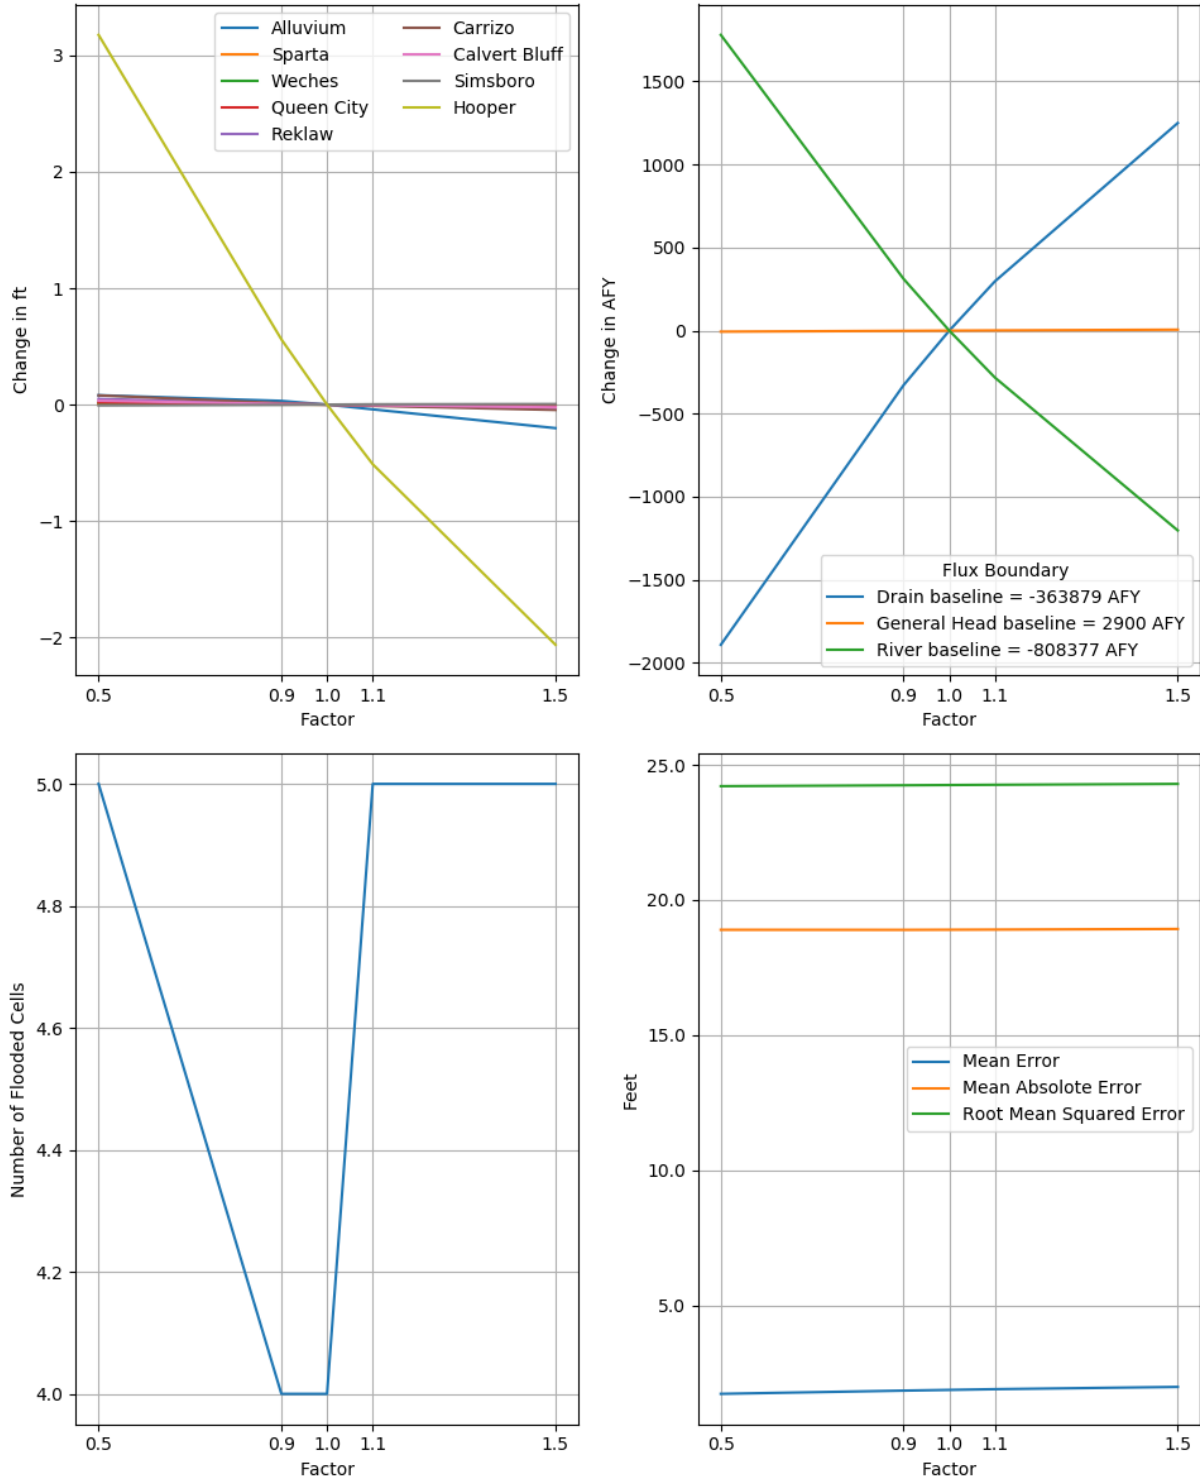 Alluvium
Sparta
Weches
Queen City
Reklaw
Carrizo
Calvert Bluff
Simsboro
Hooper
3
2
1
0
−1
−2
Change in ft
0.5 0.9 1.0 1.1 1.5
Factor
1500
1000
500
0
−500
−1000
−1500
−2000
Change in AFY
Flux Boundary
Drain baseline = -363879 AFY
General Head baseline = 2900 AFY
River baseline = -808377 AFY
0.5 0.9 1.0 1.1 1.5
Factor
5.0
4.8
4.6
4.4
4.2
4.0
Number of Flooded Cells
0.5 0.9 1.0 1.1 1.5
Factor
25.0
20.0
15.0
10.0
5.0
Feet
Mean Error
Mean Absolute Error
Root Mean Squared Error
0.5 0.9 1.0 1.1 1.5
Factor